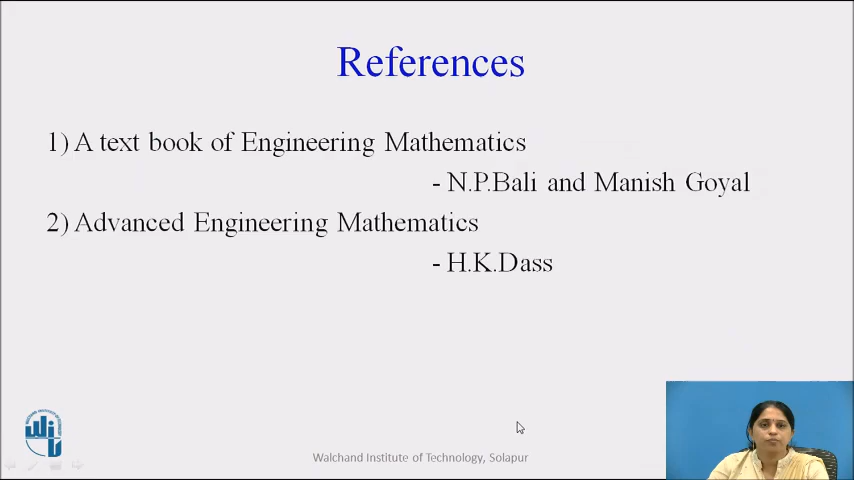 References
1) A text book of Engineering Mathematics
- N.P.Bali and Manish Goyal
2) Advanced Engineering Mathematics
- H.K.Dass
Walchand Institute of Technology, Solapur